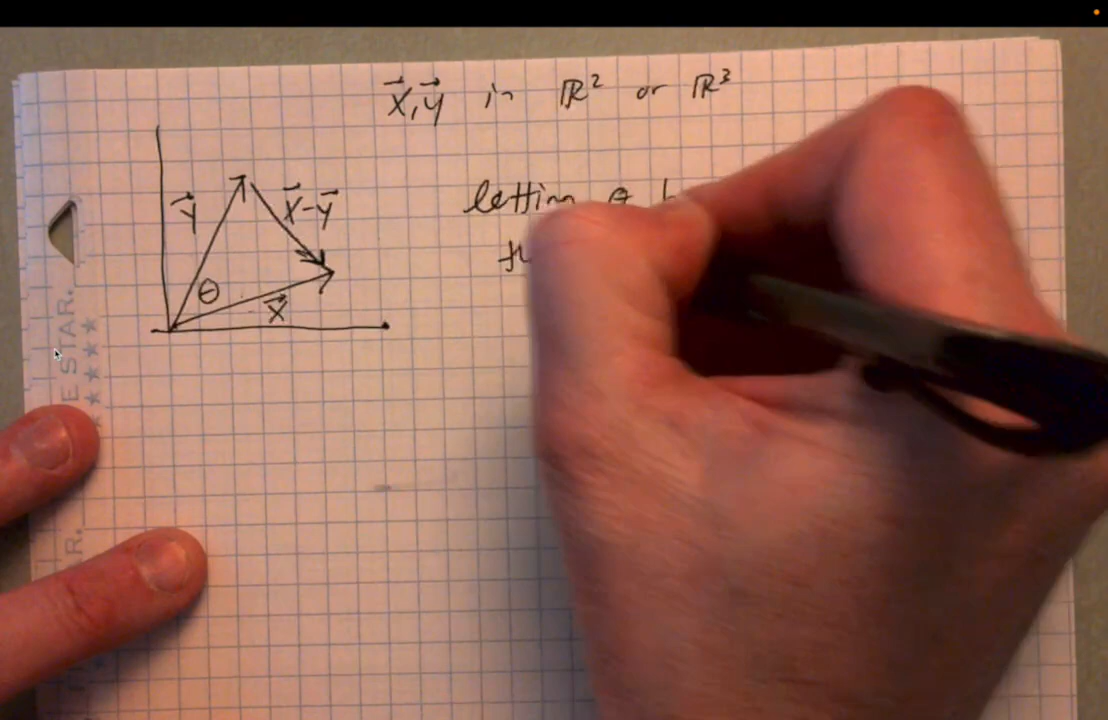 x⃗, y⃗ in ℝ² or ℝ³
letting θ
y⃗
x⃗-y⃗
θ
x⃗
E STAR.
R.